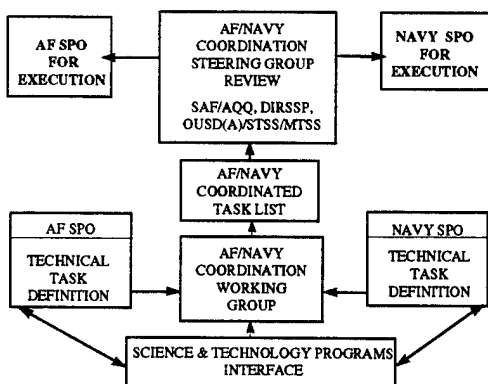 AF SPO
FOR
EXECUTION
AF/NAVY
COORDINATION
STEERING GROUP
REVIEW
SAF/AQQ, DIRSSP,
OUSD(A)/STSS/MTSS
NAVY SPO
FOR
EXECUTION
AF/NAVY
COORDINATED
TASK LIST
AF SPO
TECHNICAL
TASK
DEFINITION
AF/NAVY
COORDINATION
WORKING
GROUP
NAVY SPO
TECHNICAL
TASK
DEFINITION
SCIENCE & TECHNOLOGY PROGRAMS
INTERFACE